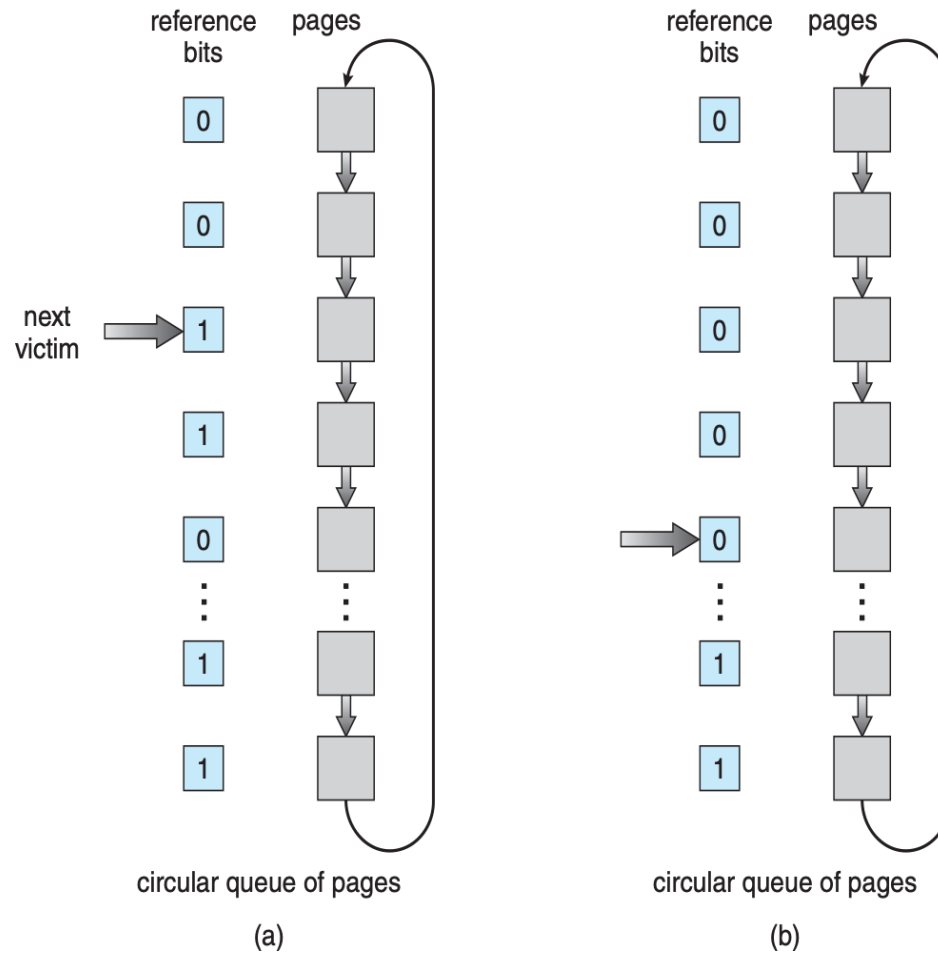 reference
bits
pages
0
0
next
victim
1
1
0
1
1
circular queue of pages
(a)
reference
bits
pages
0
0
0
0
0
1
1
circular queue of pages
(b)